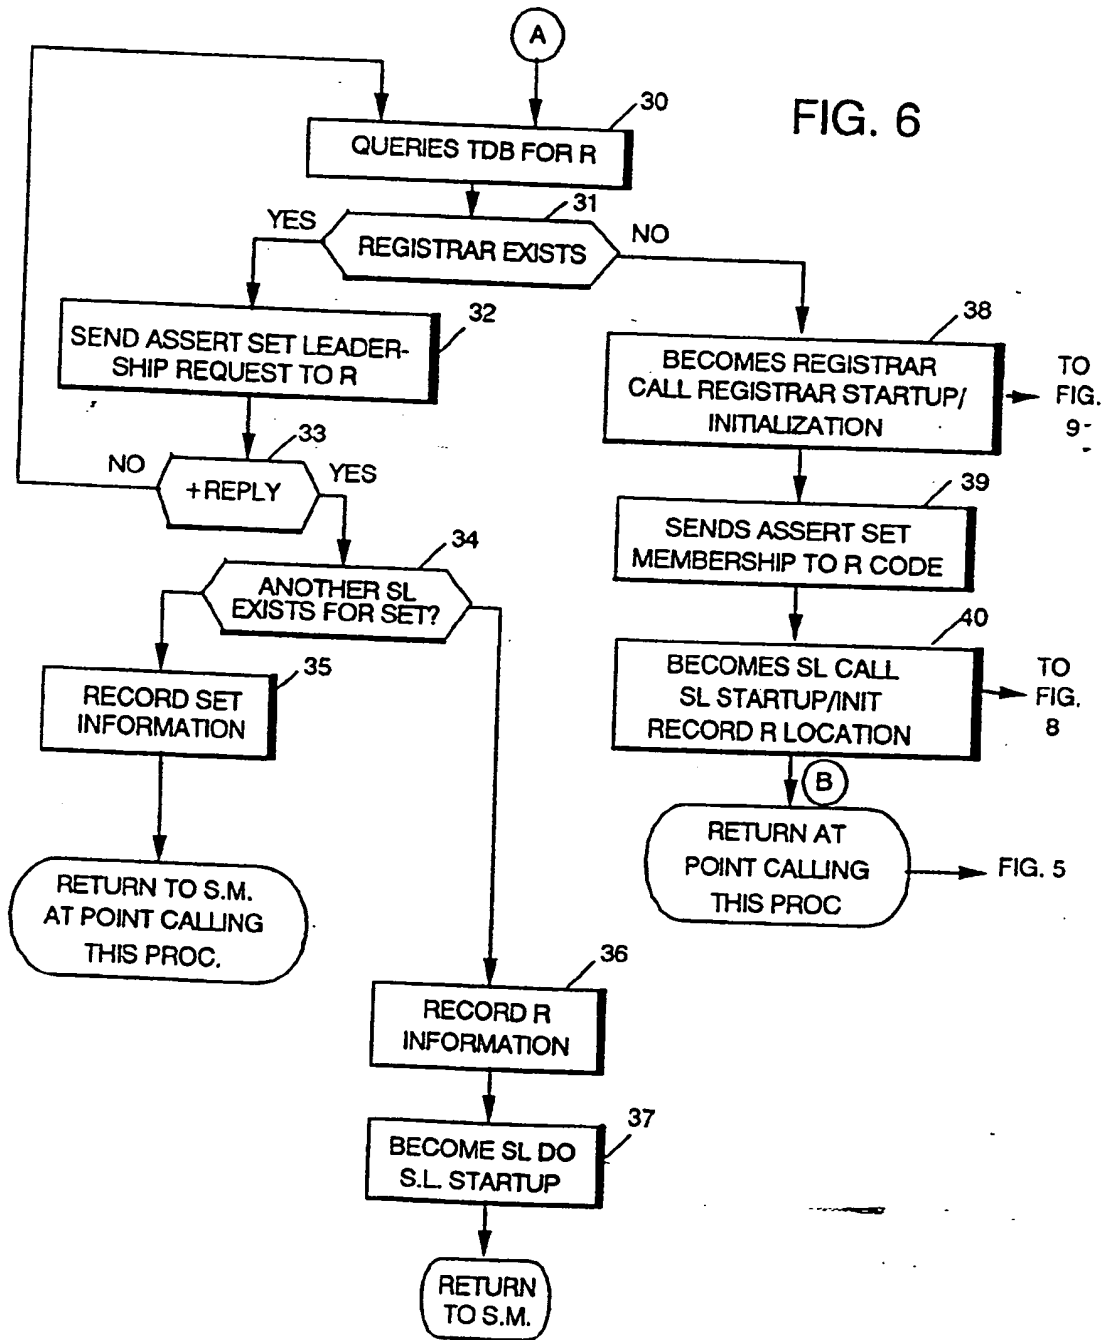 A
FIG. 6
30
QUERIES TDB FOR R
31
YES
REGISTRAR EXISTS
NO
32
SEND ASSERT SET LEADER-
SHIP REQUEST TO R
38
BECOMES REGISTRAR
CALL REGISTRAR STARTUP/
INITIALIZATION
TO
FIG.
9
33
NO
+REPLY
YES
39
SENDS ASSERT SET
MEMBERSHIP TO R CODE
34
ANOTHER SL
EXISTS FOR SET?
40
BECOMES SL CALL
SL STARTUP/INIT
RECORD R LOCATION
TO
FIG.
8
35
RECORD SET
INFORMATION
B
RETURN AT
POINT CALLING
THIS PROC
FIG. 5
RETURN TO S.M.
AT POINT CALLING
THIS PROC.
36
RECORD R
INFORMATION
37
BECOME SL DO
S.L. STARTUP
RETURN
TO S.M.